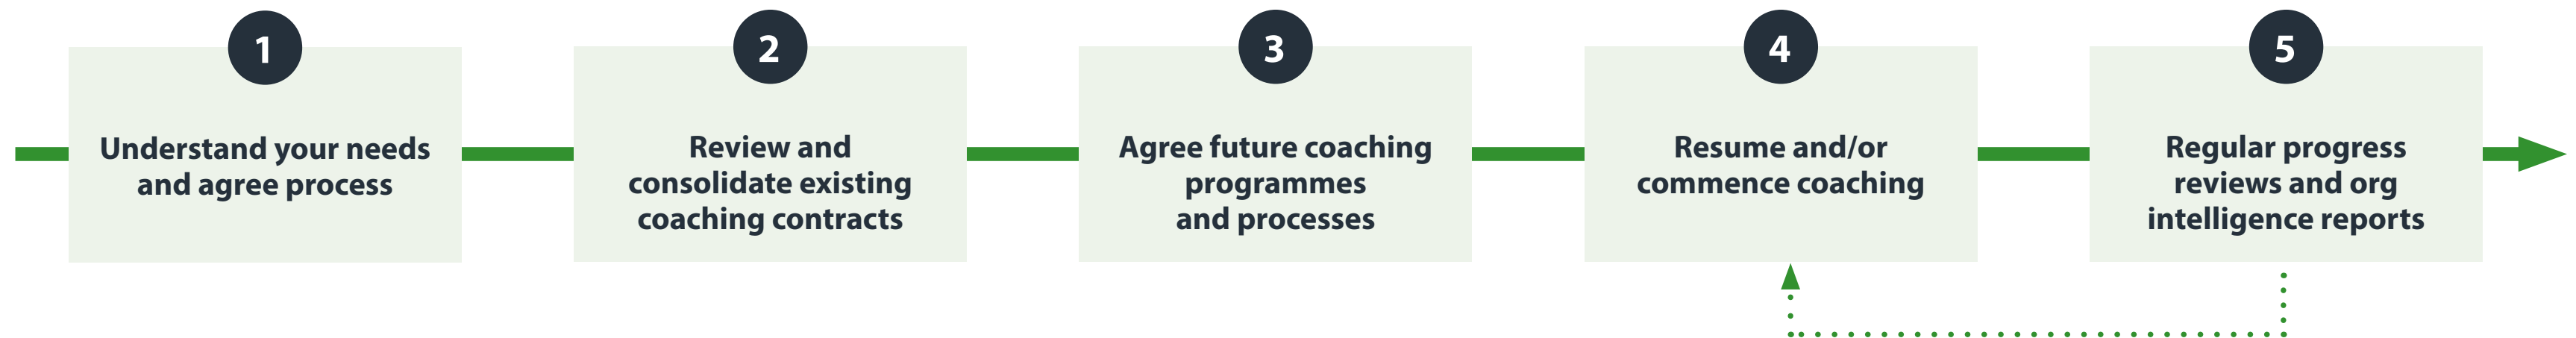 1
Understand your needs
and agree process
2
Review and
consolidate existing
coaching contracts
3
Agree future coaching
programmes
and processes
4
Resume and/or
commence coaching
5
Regular progress
reviews and org
intelligence reports